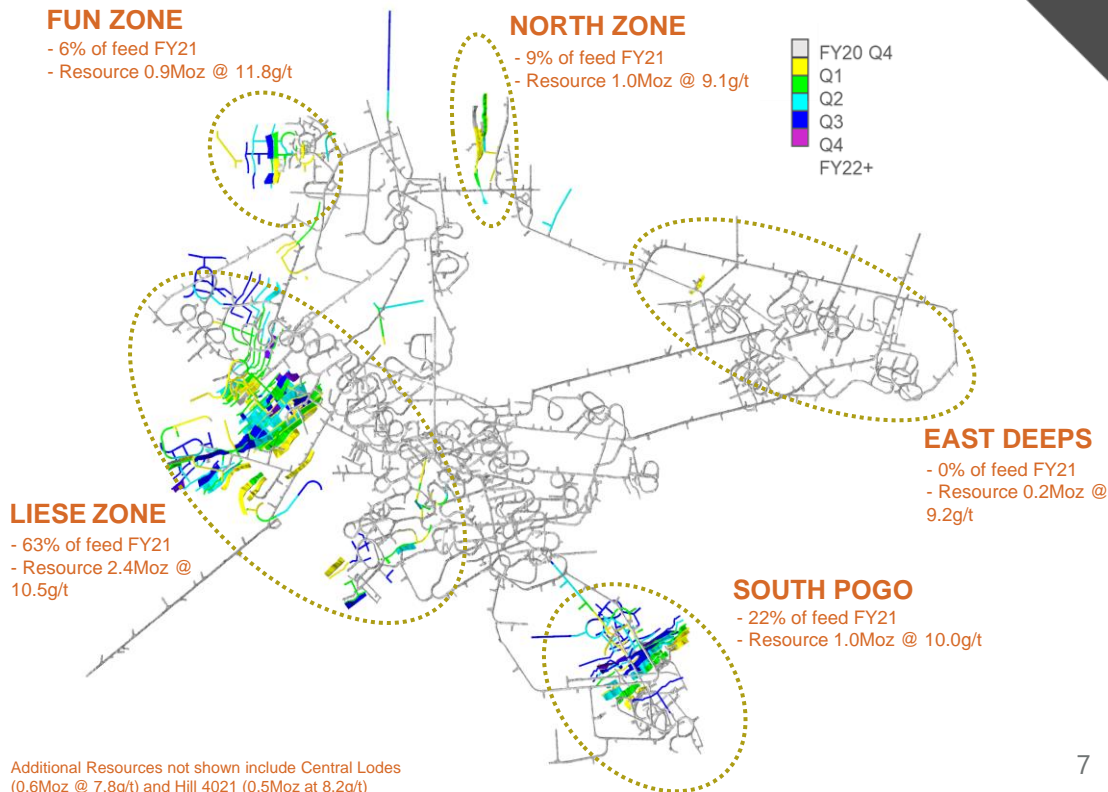 FUN ZONE
- 6% of feed FY21
- Resource 0.9Moz @ 11.8g/t
NORTH ZONE
- 9% of feed FY21
- Resource 1.0Moz @ 9.1g/t
FY20 Q4
Q1
Q2
Q3
Q4
FY22+
EAST DEEPS
- 0% of feed FY21
- Resource 0.2Moz @
9.2g/t
LIESE ZONE
- 63% of feed FY21
- Resource 2.4Moz @
10.5g/t
SOUTH POGO
- 22% of feed FY21
- Resource 1.0Moz @ 10.0g/t
Additional Resources not shown include Central Lodes
(0.6Moz @ 7.8g/t) and Hill 4021 (0.5Moz at 8.2g/t)
7